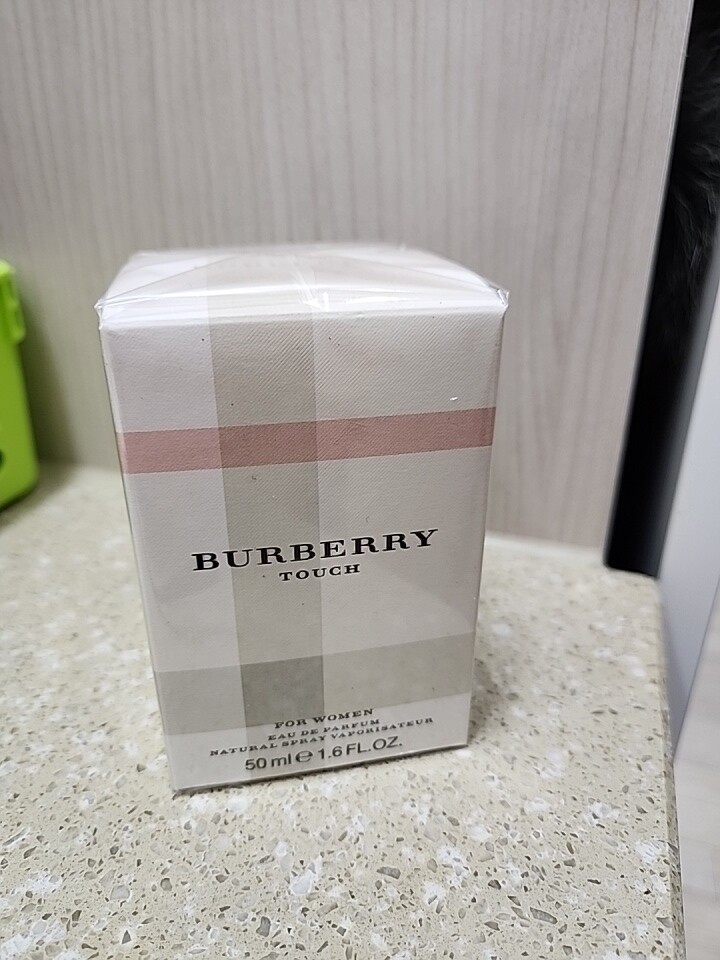 BURBERRY
TOUCH
FOR WOMEN
EAU DE PARFUM
NATURAL SPRAY VAPORISATEUR
50 ml ℮ 1.6 FL.OZ.